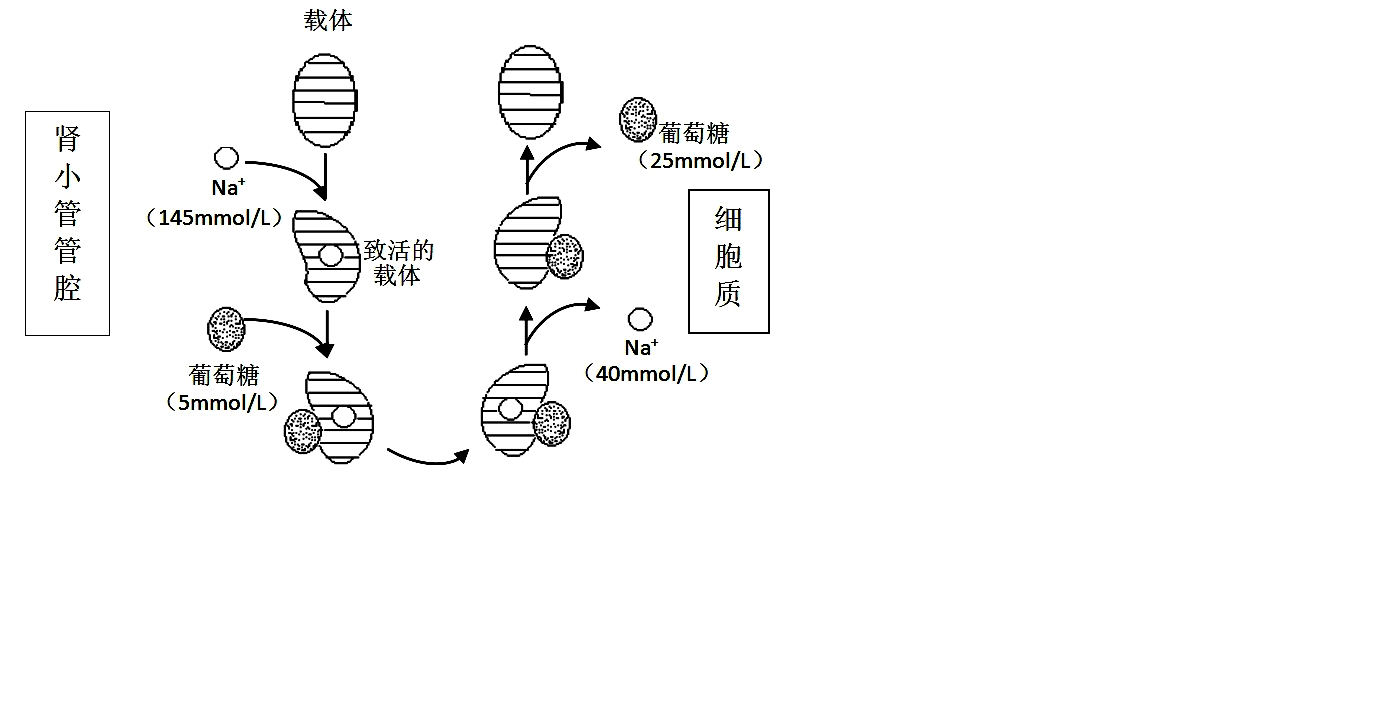 载体
肾小管管腔
Na⁺
（145mmol/L）
致活的
载体
葡萄糖
（5mmol/L）
葡萄糖
（25mmol/L）
细胞质
Na⁺
（40mmol/L）